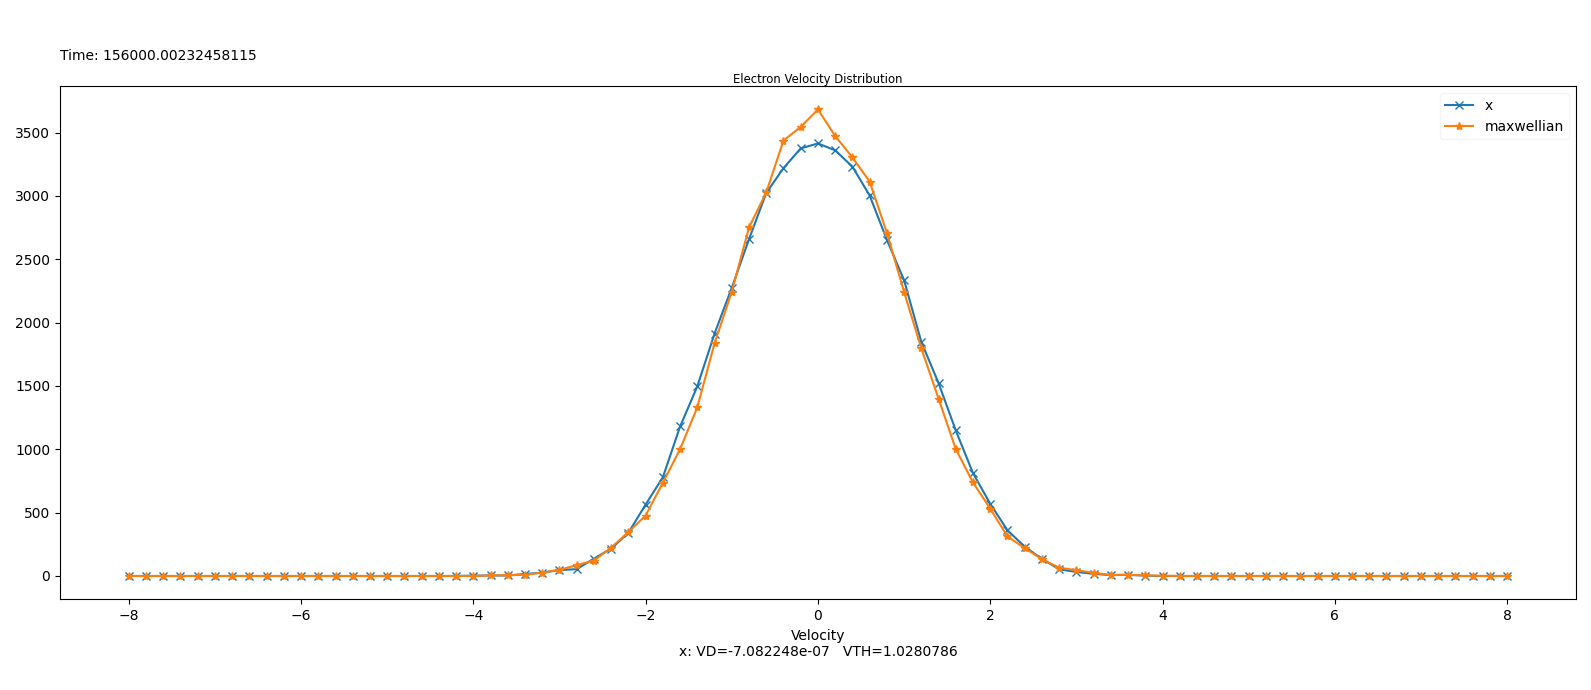 Time: 156000.00232458115
Electron Velocity Distribution
x
maxwellian
3500
3000
2500
2000
1500
1000
500
0
−8 −6 −4 −2 0 2 4 6 8
Velocity
x: VD=-7.082248e-07 VTH=1.0280786